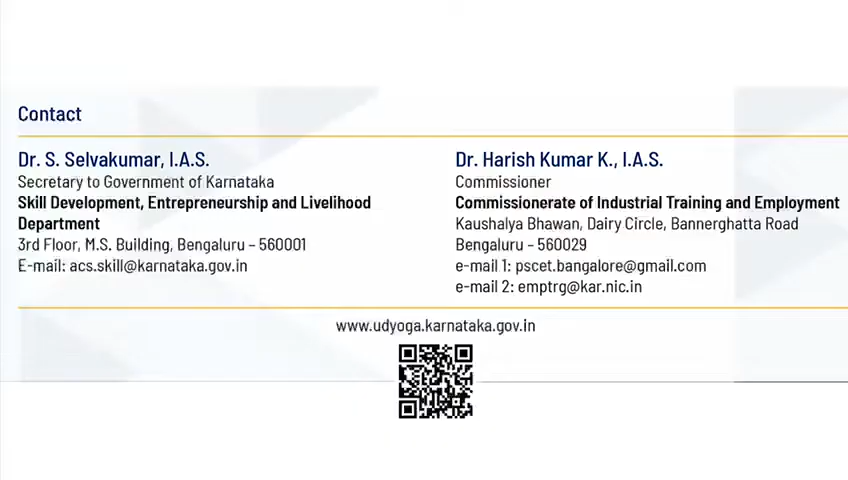 Contact
Dr. S. Selvakumar, I.A.S.
Secretary to Government of Karnataka
Skill Development, Entrepreneurship and Livelihood
Department
3rd Floor, M.S. Building, Bengaluru – 560001
E-mail: acs.skill@karnataka.gov.in
Dr. Harish Kumar K., I.A.S.
Commissioner
Commissionerate of Industrial Training and Employment
Kaushalya Bhawan, Dairy Circle, Bannerghatta Road
Bengaluru – 560029
e-mail 1: pscet.bangalore@gmail.com
e-mail 2: emptrg@kar.nic.in
www.udyoga.karnataka.gov.in